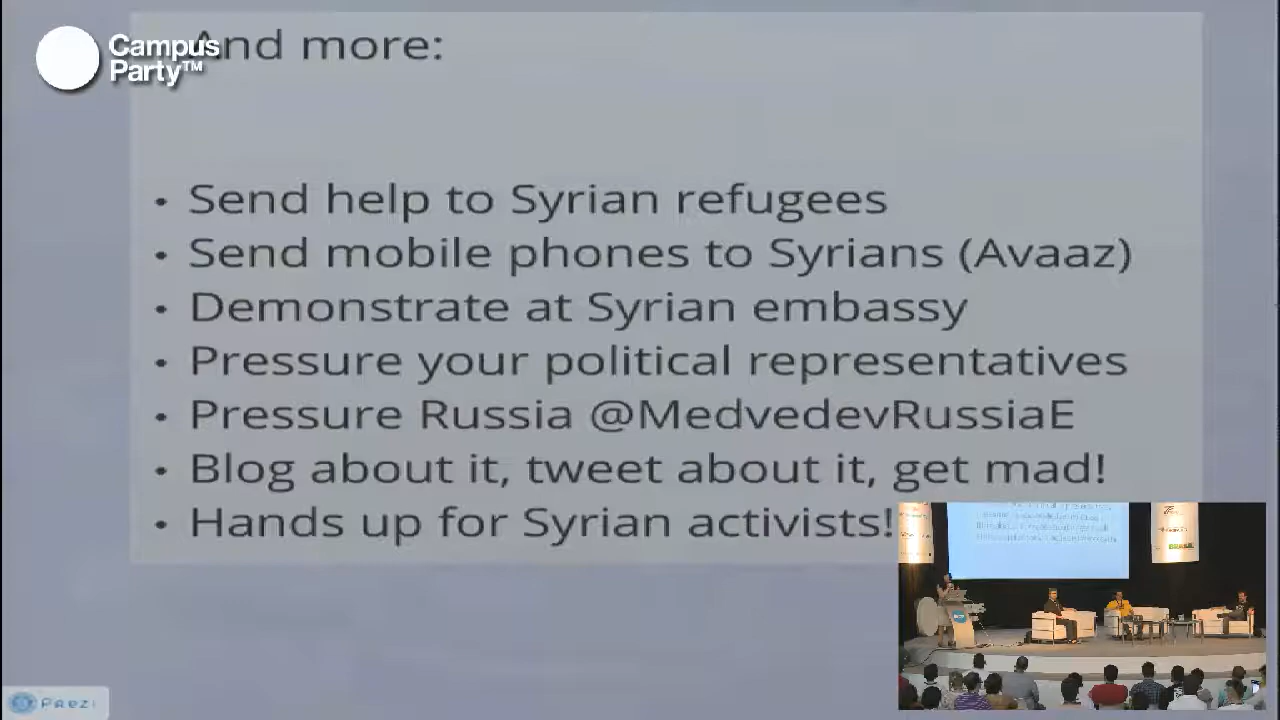 Campus
Party™
And more:
• Send help to Syrian refugees
• Send mobile phones to Syrians (Avaaz)
• Demonstrate at Syrian embassy
• Pressure your political representatives
• Pressure Russia @MedvedevRussiaE
• Blog about it, tweet about it, get mad!
• Hands up for Syrian activists!
BRASIL
Prezi